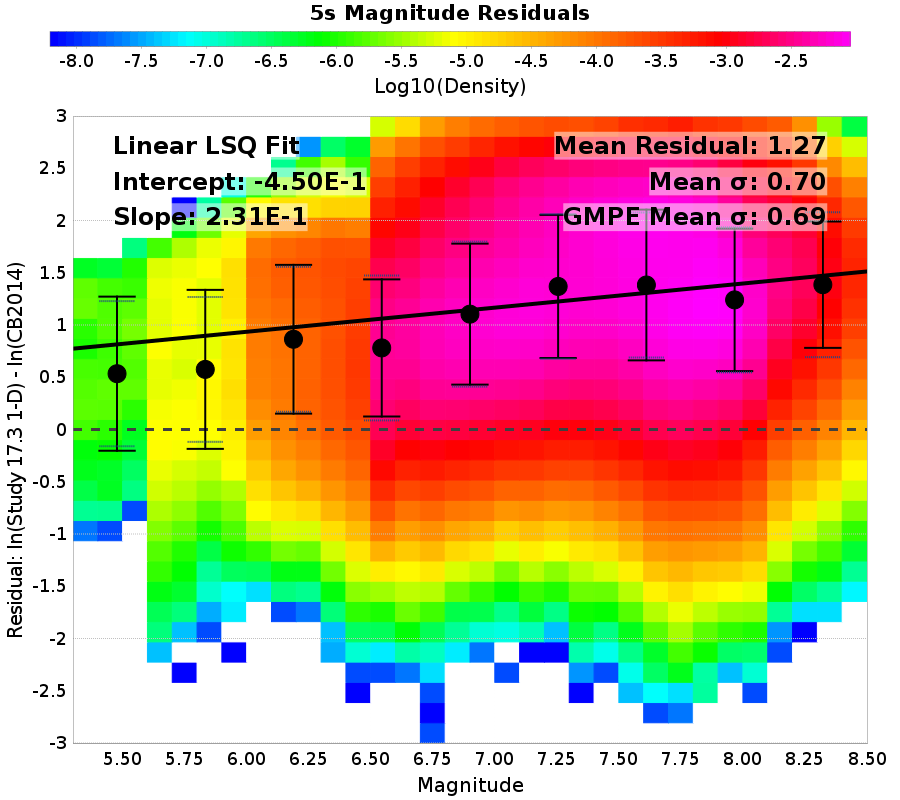 5s Magnitude Residuals
-8.0 -7.5 -7.0 -6.5 -6.0 -5.5 -5.0 -4.5 -4.0 -3.5 -3.0 -2.5
Log10(Density)
Linear LSQ Fit
Intercept: -4.50E-1
Slope: 2.31E-1
Mean Residual: 1.27
Mean σ: 0.70
GMPE Mean σ: 0.69
Residual: ln(Study 17.3 1-D) - ln(CB2014)
3
2.5
2
1.5
1
0.5
0
-0.5
-1
-1.5
-2
-2.5
-3
5.50 5.75 6.00 6.25 6.50 6.75 7.00 7.25 7.50 7.75 8.00 8.25 8.50
Magnitude